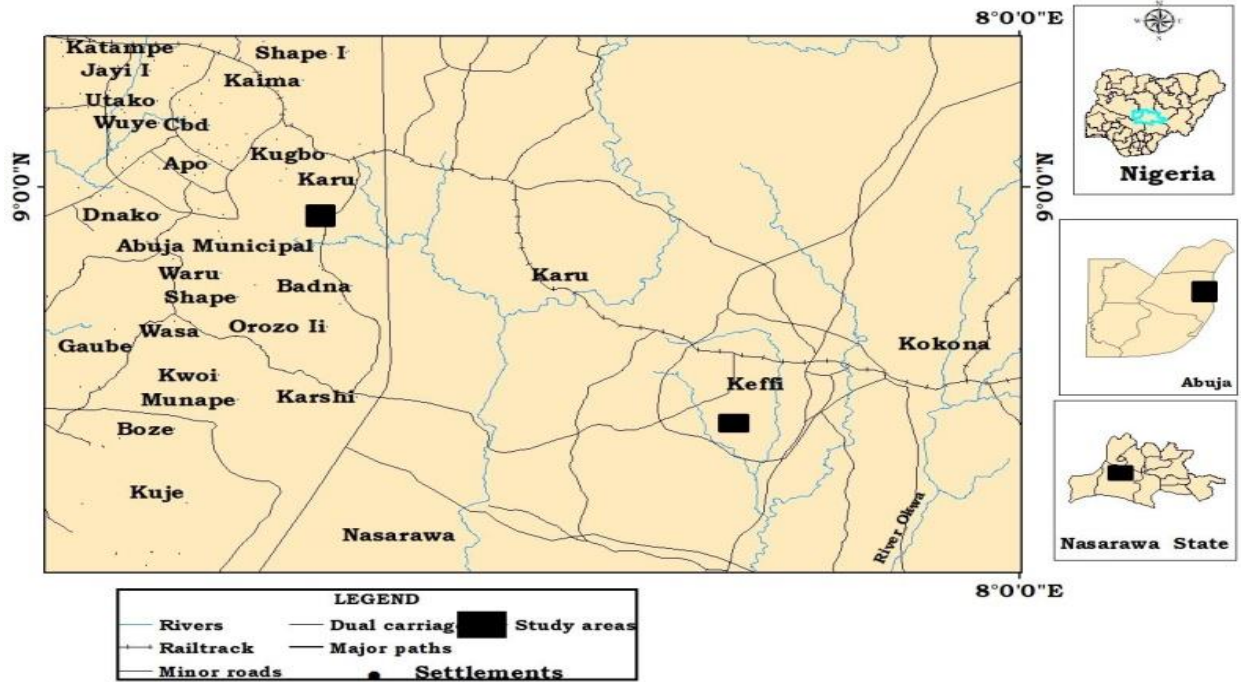 8°0'0"E
Katampe
Shape I
Jayi I
Kaima
Utako
Wuye Cbd
Kugbo
Apo
Karu
9°0'0"N
9°0'0"N
Dnako
Abuja Municipal
Waru
Badna
Karu
Shape
Orozo Ii
Wasa
Gaube
Kokona
Kwoi
Keffi
Munape
Karshi
Boze
Kuje
Nasarawa
River Okwa
8°0'0"E
N
W E
S
Nigeria
Abuja
Nasarawa State
LEGEND
Rivers
Dual carriag
Study areas
Railtrack
Major paths
Minor roads
Settlements